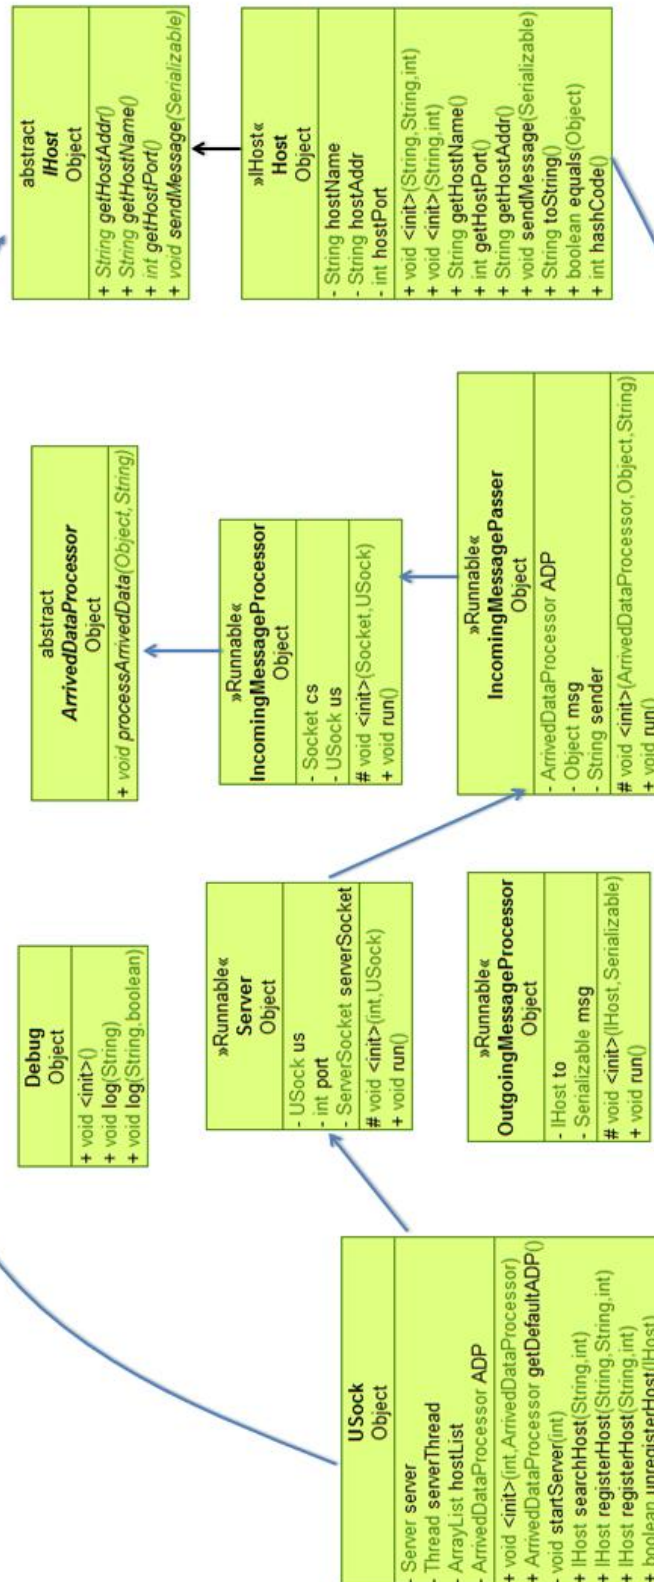 abstract
IHost
Object
+ String getHostAddr()
+ String getHostName()
+ int getHostPort()
+ void sendMessage(Serializable)
»IHost«
Host
Object
- String hostName
- String hostAddr
- int hostPort
+ void <init>(String,String,int)
+ void <init>(String,int)
+ String getHostName()
+ int getHostPort()
+ String getHostAddr()
+ void sendMessage(Serializable)
+ String toString()
+ boolean equals(Object)
+ int hashCode()
abstract
ArrivedDataProcessor
Object
+ void processArrivedData(Object,String)
»Runnable«
IncomingMessageProcessor
Object
- Socket cs
- USock us
# void <init>(Socket,USock)
+ void run()
»Runnable«
IncomingMessagePasser
Object
- ArrivedDataProcessor ADP
- Object msg
- String sender
# void <init>(ArrivedDataProcessor,Object,String)
+ void run()
Debug
Object
+ void <init>()
+ void log(String)
+ void log(String,boolean)
»Runnable«
Server
Object
- USock us
- int port
- ServerSocket serverSocket
# void <init>(int,USock)
+ void run()
»Runnable«
OutgoingMessageProcessor
Object
- IHost to
- Serializable msg
# void <init>(IHost,Serializable)
+ void run()
USock
Object
- Server server
- Thread serverThread
- ArrayList hostList
- ArrivedDataProcessor ADP
+ void <init>(int,ArrivedDataProcessor)
+ ArrivedDataProcessor getDefaultADP()
- void startServer(int)
+ IHost searchHost(String,int)
+ IHost registerHost(String,String,int)
+ IHost registerHost(String,int)
+ boolean unregisterHost(IHost)